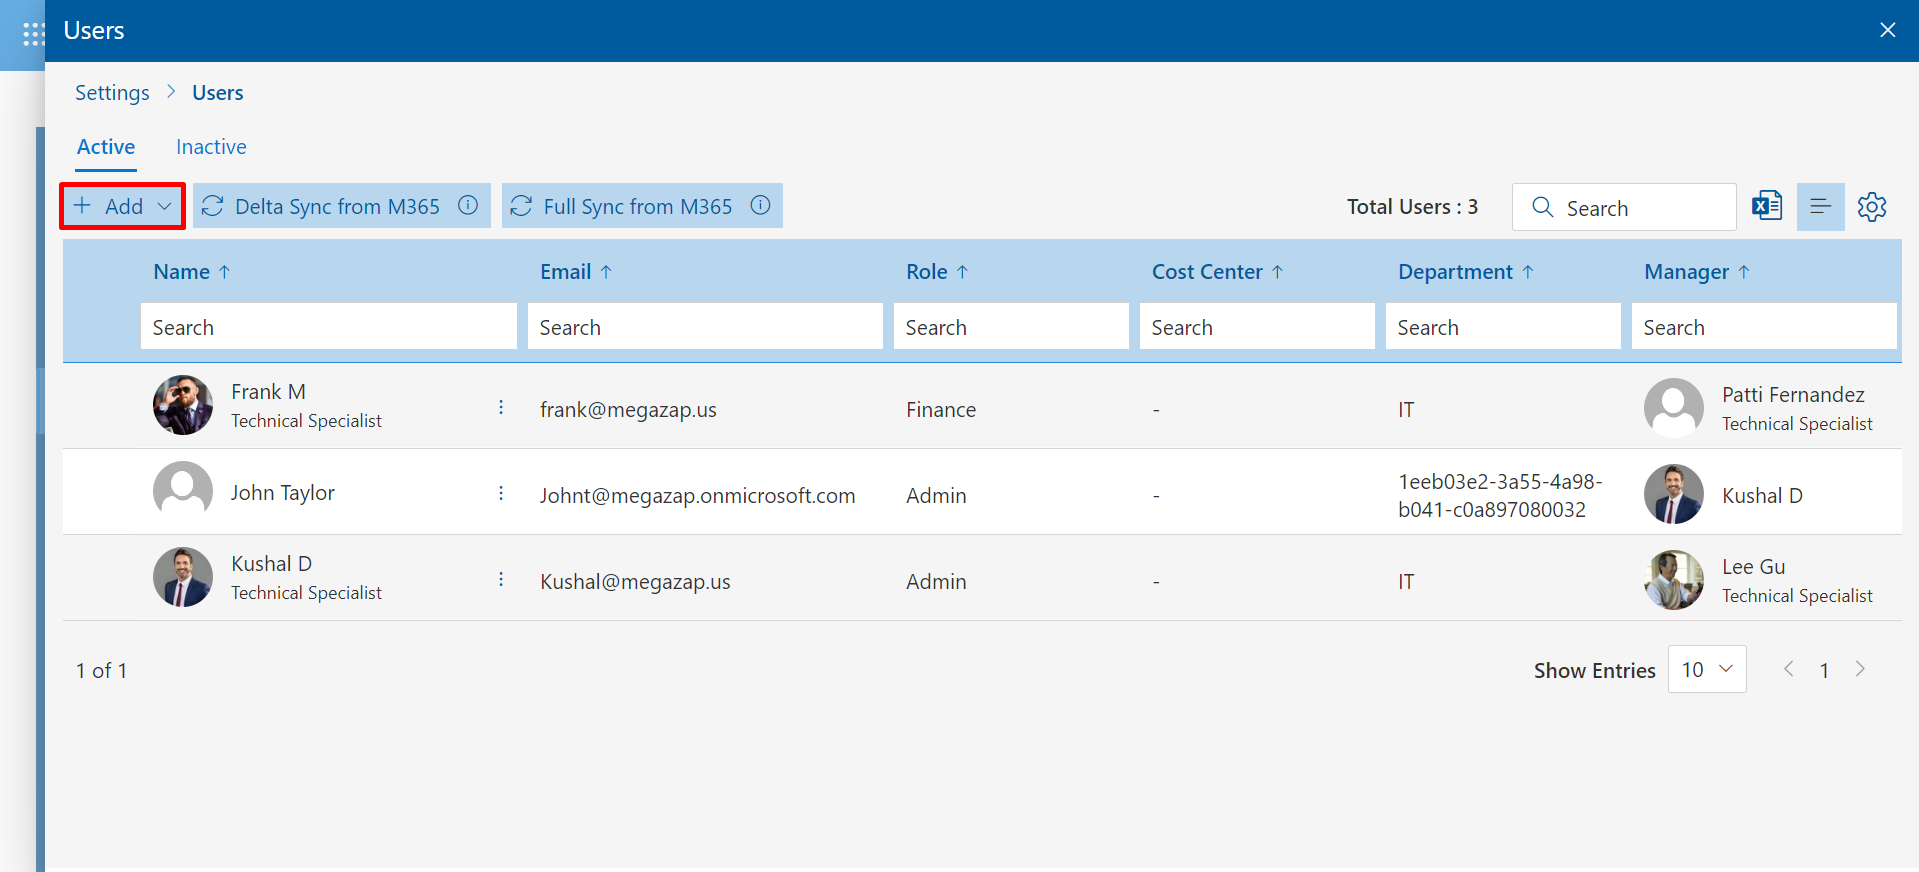 Users
Settings > Users
Active Inactive
+ Add Delta Sync from M365 Full Sync from M365 Total Users : 3 Search
Name ↑ Email ↑ Role ↑ Cost Center ↑ Department ↑ Manager ↑
Search Search Search Search Search Search
Frank M
Technical Specialist
frank@megazap.us Finance - IT
Patti Fernandez
Technical Specialist
John Taylor Johnt@megazap.onmicrosoft.com Admin -
1eeb03e2-3a55-4a98-
b041-c0a897080032
Kushal D
Kushal D
Technical Specialist
Kushal@megazap.us Admin - IT
Lee Gu
Technical Specialist
1 of 1 Show Entries 10 < 1 >